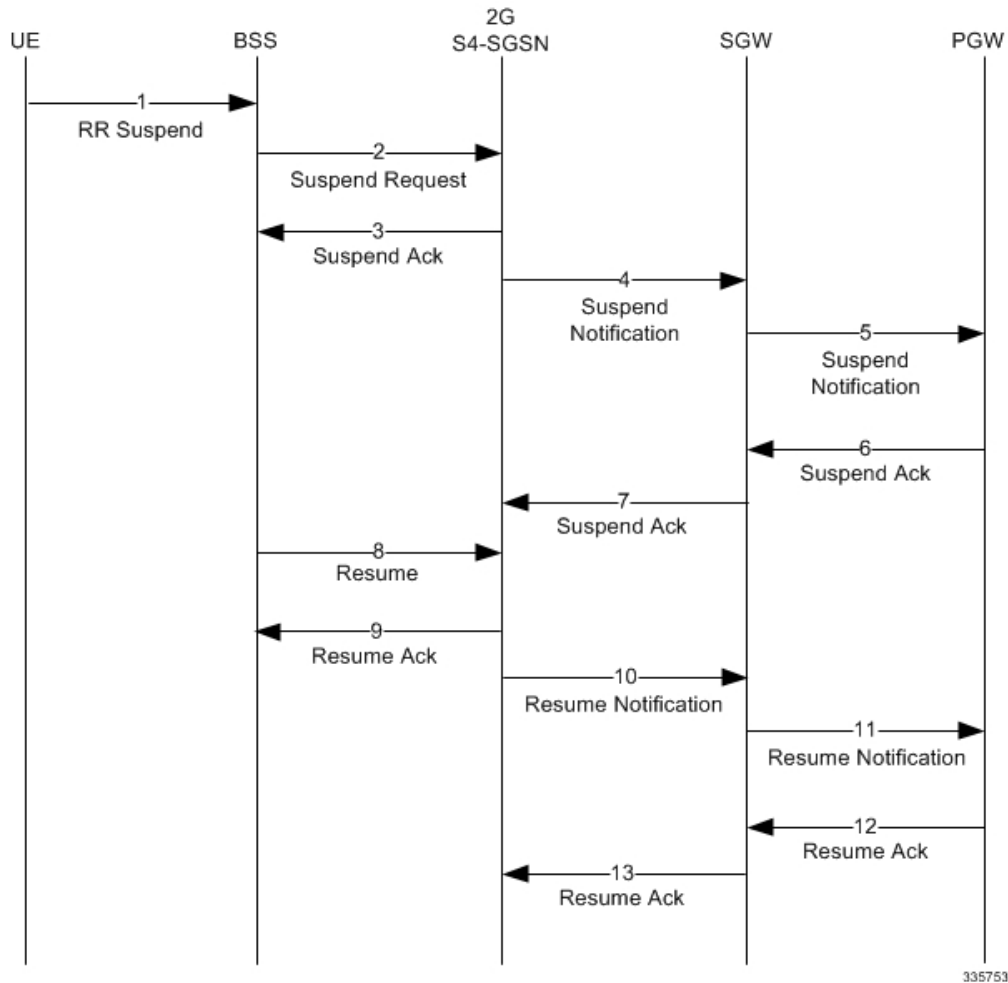 UE
BSS
2G
S4-SGSN
SGW
PGW
1
RR Suspend
2
Suspend Request
3
Suspend Ack
4
Suspend
Notification
5
Suspend
Notification
6
Suspend Ack
7
Suspend Ack
8
Resume
9
Resume Ack
10
Resume Notification
11
Resume Notification
12
Resume Ack
13
Resume Ack
335753